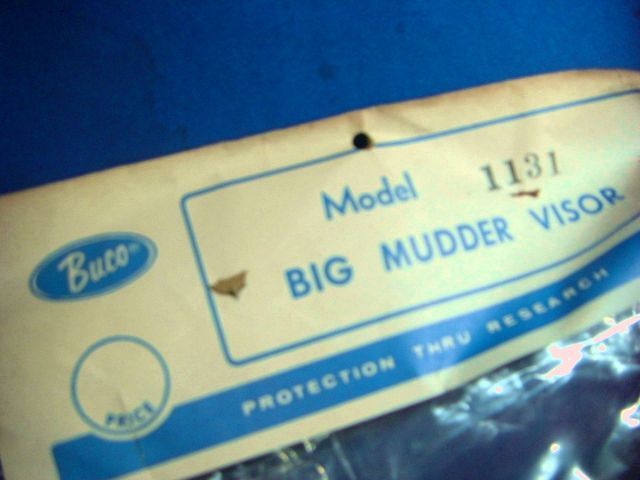 Buco
Model 1131
BIG MUDDER VISOR
PRICE
PROTECTION THRU RESEARCH